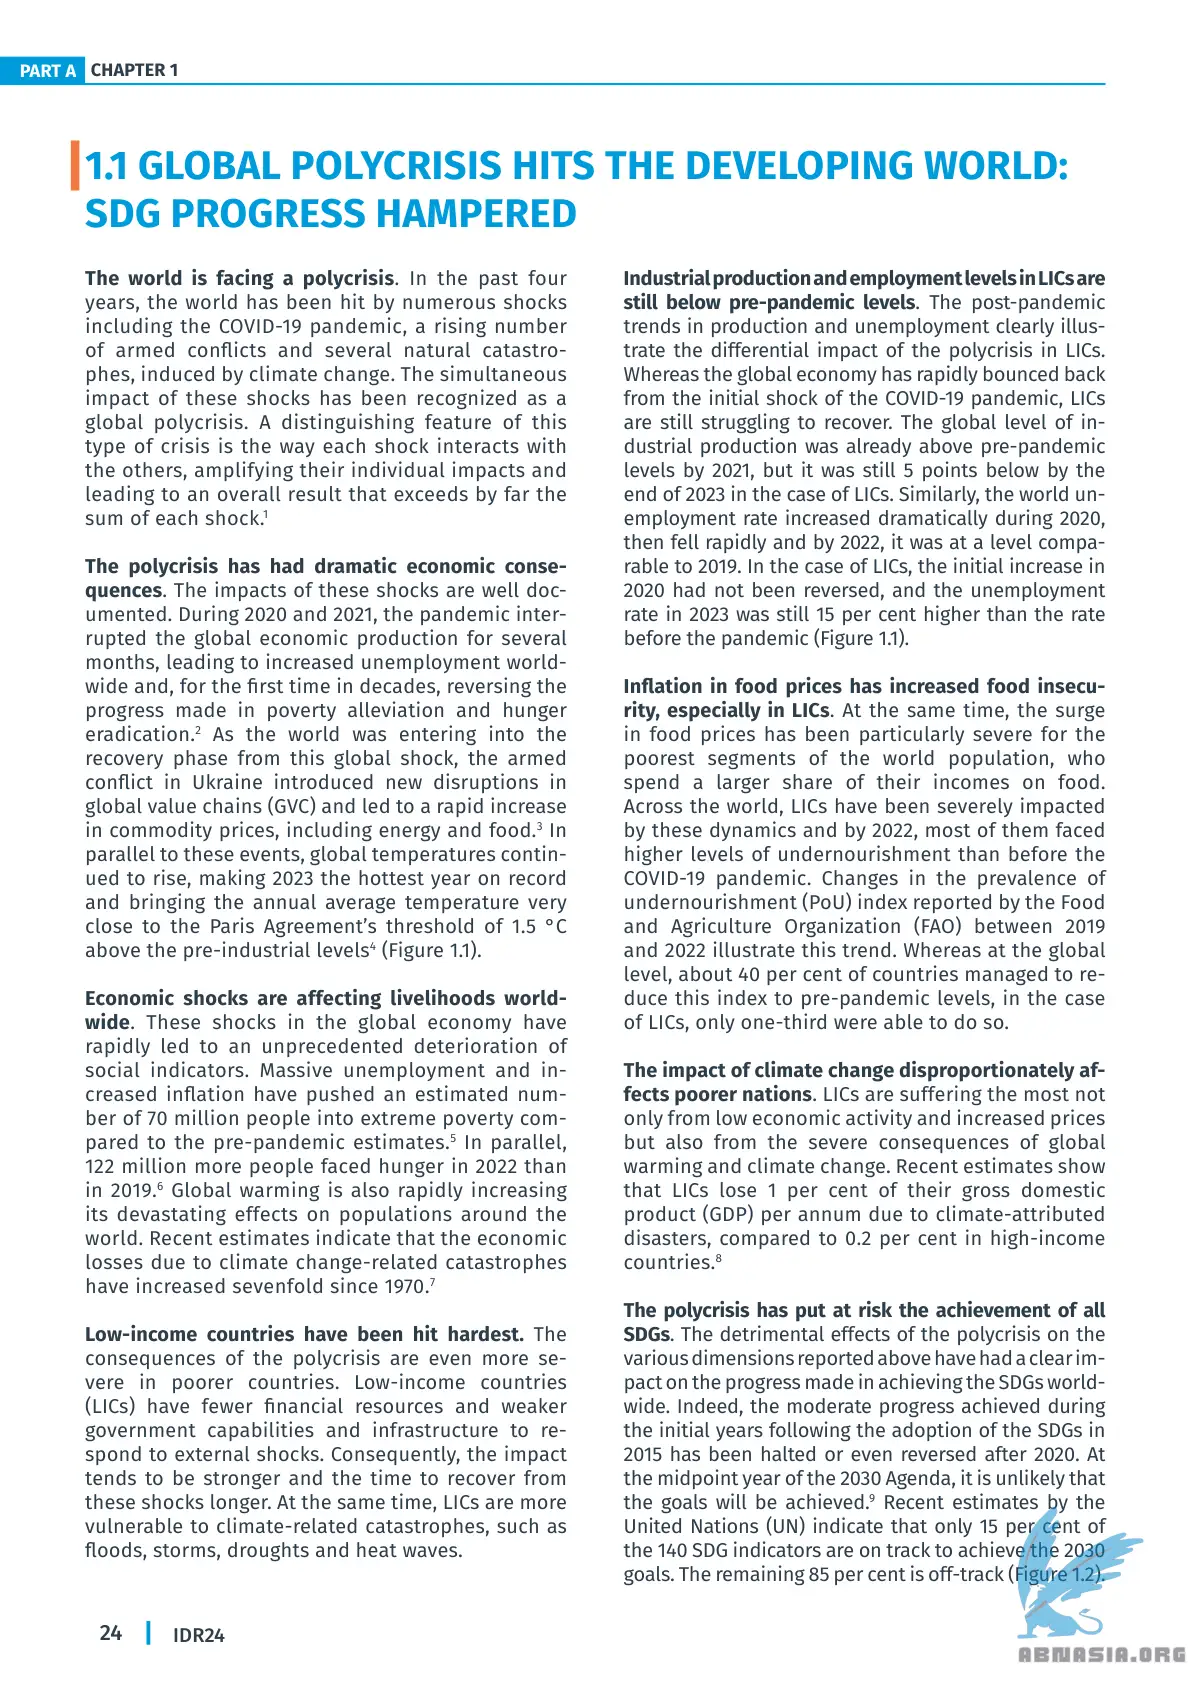 PART A CHAPTER 1
1.1 GLOBAL POLYCRISIS HITS THE DEVELOPING WORLD:
SDG PROGRESS HAMPERED
The world is facing a polycrisis. In the past four
years, the world has been hit by numerous shocks
including the COVID-19 pandemic, a rising number
of armed conflicts and several natural catastro-
phes, induced by climate change. The simultaneous
impact of these shocks has been recognized as a
global polycrisis. A distinguishing feature of this
type of crisis is the way each shock interacts with
the others, amplifying their individual impacts and
leading to an overall result that exceeds by far the
sum of each shock.1
The polycrisis has had dramatic economic conse-
quences. The impacts of these shocks are well doc-
umented. During 2020 and 2021, the pandemic inter-
rupted the global economic production for several
months, leading to increased unemployment world-
wide and, for the first time in decades, reversing the
progress made in poverty alleviation and hunger
eradication.2 As the world was entering into the
recovery phase from this global shock, the armed
conflict in Ukraine introduced new disruptions in
global value chains (GVC) and led to a rapid increase
in commodity prices, including energy and food.3 In
parallel to these events, global temperatures contin-
ued to rise, making 2023 the hottest year on record
and bringing the annual average temperature very
close to the Paris Agreement's threshold of 1.5 °C
above the pre-industrial levels4 (Figure 1.1).
Economic shocks are affecting livelihoods world-
wide. These shocks in the global economy have
rapidly led to an unprecedented deterioration of
social indicators. Massive unemployment and in-
creased inflation have pushed an estimated num-
ber of 70 million people into extreme poverty com-
pared to the pre-pandemic estimates.5 In parallel,
122 million more people faced hunger in 2022 than
in 2019.6 Global warming is also rapidly increasing
its devastating effects on populations around the
world. Recent estimates indicate that the economic
losses due to climate change-related catastrophes
have increased sevenfold since 1970.7
Low-income countries have been hit hardest. The
consequences of the polycrisis are even more se-
vere in poorer countries. Low-income countries
(LICs) have fewer financial resources and weaker
government capabilities and infrastructure to re-
spond to external shocks. Consequently, the impact
tends to be stronger and the time to recover from
these shocks longer. At the same time, LICs are more
vulnerable to climate-related catastrophes, such as
floods, storms, droughts and heat waves.
Industrial production and employment levels in LICs are
still below pre-pandemic levels. The post-pandemic
trends in production and unemployment clearly illus-
trate the differential impact of the polycrisis in LICs.
Whereas the global economy has rapidly bounced back
from the initial shock of the COVID-19 pandemic, LICs
are still struggling to recover. The global level of in-
dustrial production was already above pre-pandemic
levels by 2021, but it was still 5 points below by the
end of 2023 in the case of LICs. Similarly, the world un-
employment rate increased dramatically during 2020,
then fell rapidly and by 2022, it was at a level compa-
rable to 2019. In the case of LICs, the initial increase in
2020 had not been reversed, and the unemployment
rate in 2023 was still 15 per cent higher than the rate
before the pandemic (Figure 1.1).
Inflation in food prices has increased food insecu-
rity, especially in LICs. At the same time, the surge
in food prices has been particularly severe for the
poorest segments of the world population, who
spend a larger share of their incomes on food.
Across the world, LICs have been severely impacted
by these dynamics and by 2022, most of them faced
higher levels of undernourishment than before the
COVID-19 pandemic. Changes in the prevalence of
undernourishment (PoU) index reported by the Food
and Agriculture Organization (FAO) between 2019
and 2022 illustrate this trend. Whereas at the global
level, about 40 per cent of countries managed to re-
duce this index to pre-pandemic levels, in the case
of LICs, only one-third were able to do so.
The impact of climate change disproportionately af-
fects poorer nations. LICs are suffering the most not
only from low economic activity and increased prices
but also from the severe consequences of global
warming and climate change. Recent estimates show
that LICs lose 1 per cent of their gross domestic
product (GDP) per annum due to climate-attributed
disasters, compared to 0.2 per cent in high-income
countries.8
The polycrisis has put at risk the achievement of all
SDGs. The detrimental effects of the polycrisis on the
various dimensions reported above have had a clear im-
pact on the progress made in achieving the SDGs world-
wide. Indeed, the moderate progress achieved during
the initial years following the adoption of the SDGs in
2015 has been halted or even reversed after 2020. At
the midpoint year of the 2030 Agenda, it is unlikely that
the goals will be achieved.9 Recent estimates by the
United Nations (UN) indicate that only 15 per cent of
the 140 SDG indicators are on track to achieve the 2030
goals. The remaining 85 per cent is off-track (Figure 1.2).
24 IDR24
ABNASIA.ORG